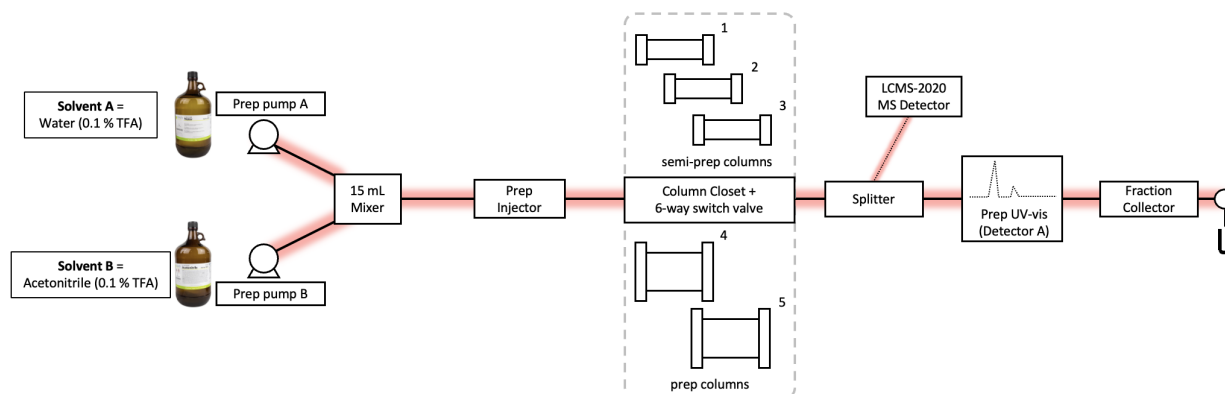 Solvent A =
Water (0.1 % TFA)
Prep pump A
Solvent B =
Acetonitrile (0.1 % TFA)
Prep pump B
15 mL
Mixer
Prep
Injector
1
2
3
semi-prep columns
Column Closet +
6-way switch valve
4
5
prep columns
LCMS-2020
MS Detector
Splitter
Prep UV-vis
(Detector A)
Fraction
Collector